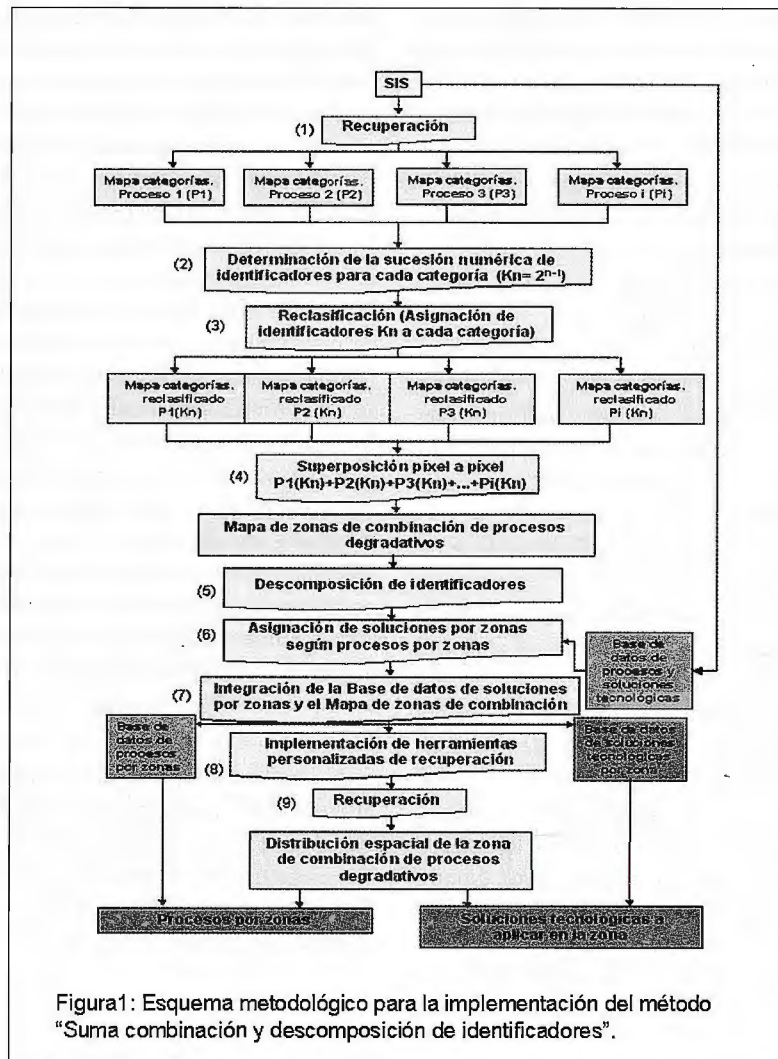 SIS
(1)
Recuperación
Mapa categorías.
Proceso 1 (P1)
Mapa categorías.
Proceso 2 (P2)
Mapa categorías.
Proceso 3 (P3)
Mapa categorías.
Proceso i (Pi)
(2)
Determinación de la sucesión numérica de
identificadores para cada categoría (Kn= 2ⁿ⁻ˡ)
(3)
Reclasificación (Asignación de
identificadores Kn a cada categoría)
Mapa categorías.
reclasificado
P1(Kn)
Mapa categorías.
reclasificado
P2 (Kn)
Mapa categorías.
reclasificado
P3 (Kn)
Mapa categorías.
reclasificado
Pi (Kn)
(4)
Superposición píxel a píxel
P1(Kn)+P2(Kn)+P3(Kn)+...+Pi(Kn)
Mapa de zonas de combinación de procesos
degradativos
(5)
Descomposición de identificadores
(6)
Asignación de soluciones por zonas
según procesos por zonas
Base de
datos de
procesos y
soluciones
tecnológicas
(7)
Integración de la Base de datos de soluciones
por zonas y el Mapa de zonas de combinación
Base de
datos de
procesos
por zonas
Base de datos
de soluciones
tecnológicas
por zona
(8)
Implementación de herramientas
personalizadas de recuperación
(9)
Recuperación
Distribución espacial de la zona
de combinación de procesos
degradativos
Procesos por zonas
Soluciones tecnológicas a
aplicar en la zona
Figura1: Esquema metodológico para la implementación del método
“Suma combinación y descomposición de identificadores”.